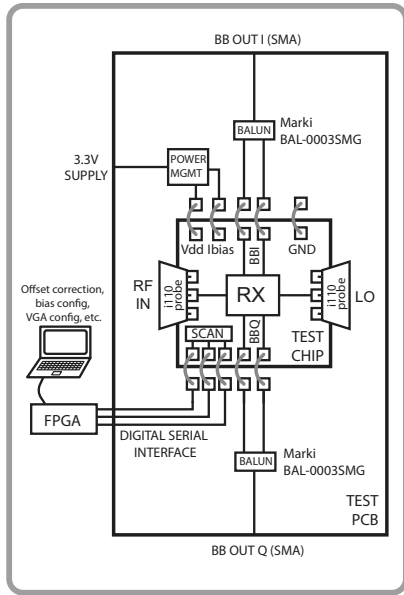 BB OUT I (SMA)
BALUN
Marki
BAL-0003SMG
3.3V
SUPPLY
POWER
MGMT
Vdd Ibias
GND
BBI
RF
IN
i110
probe
RX
i110
probe
LO
Offset correction,
bias config,
VGA config, etc.
SCAN
BBQ
TEST
CHIP
FPGA
DIGITAL SERIAL
INTERFACE
BALUN
Marki
BAL-0003SMG
TEST
PCB
BB OUT Q (SMA)